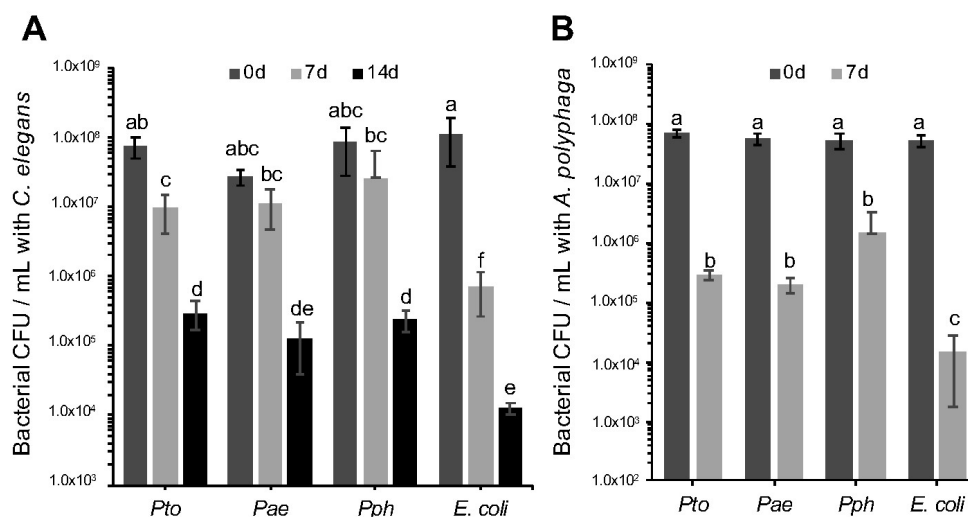 A
Bacterial CFU / mL with C. elegans
0d 7d 14d
1.0x10⁹
1.0x10⁸
1.0x10⁷
1.0x10⁶
1.0x10⁵
1.0x10⁴
1.0x10³
ab c d
abc bc de
abc bc d
a f e
Pto Pae Pph E. coli
B
Bacterial CFU / mL with A. polyphaga
0d 7d
1.0x10⁹
1.0x10⁸
1.0x10⁷
1.0x10⁶
1.0x10⁵
1.0x10⁴
1.0x10³
1.0x10²
a b
a b
a b
a c
Pto Pae Pph E. coli